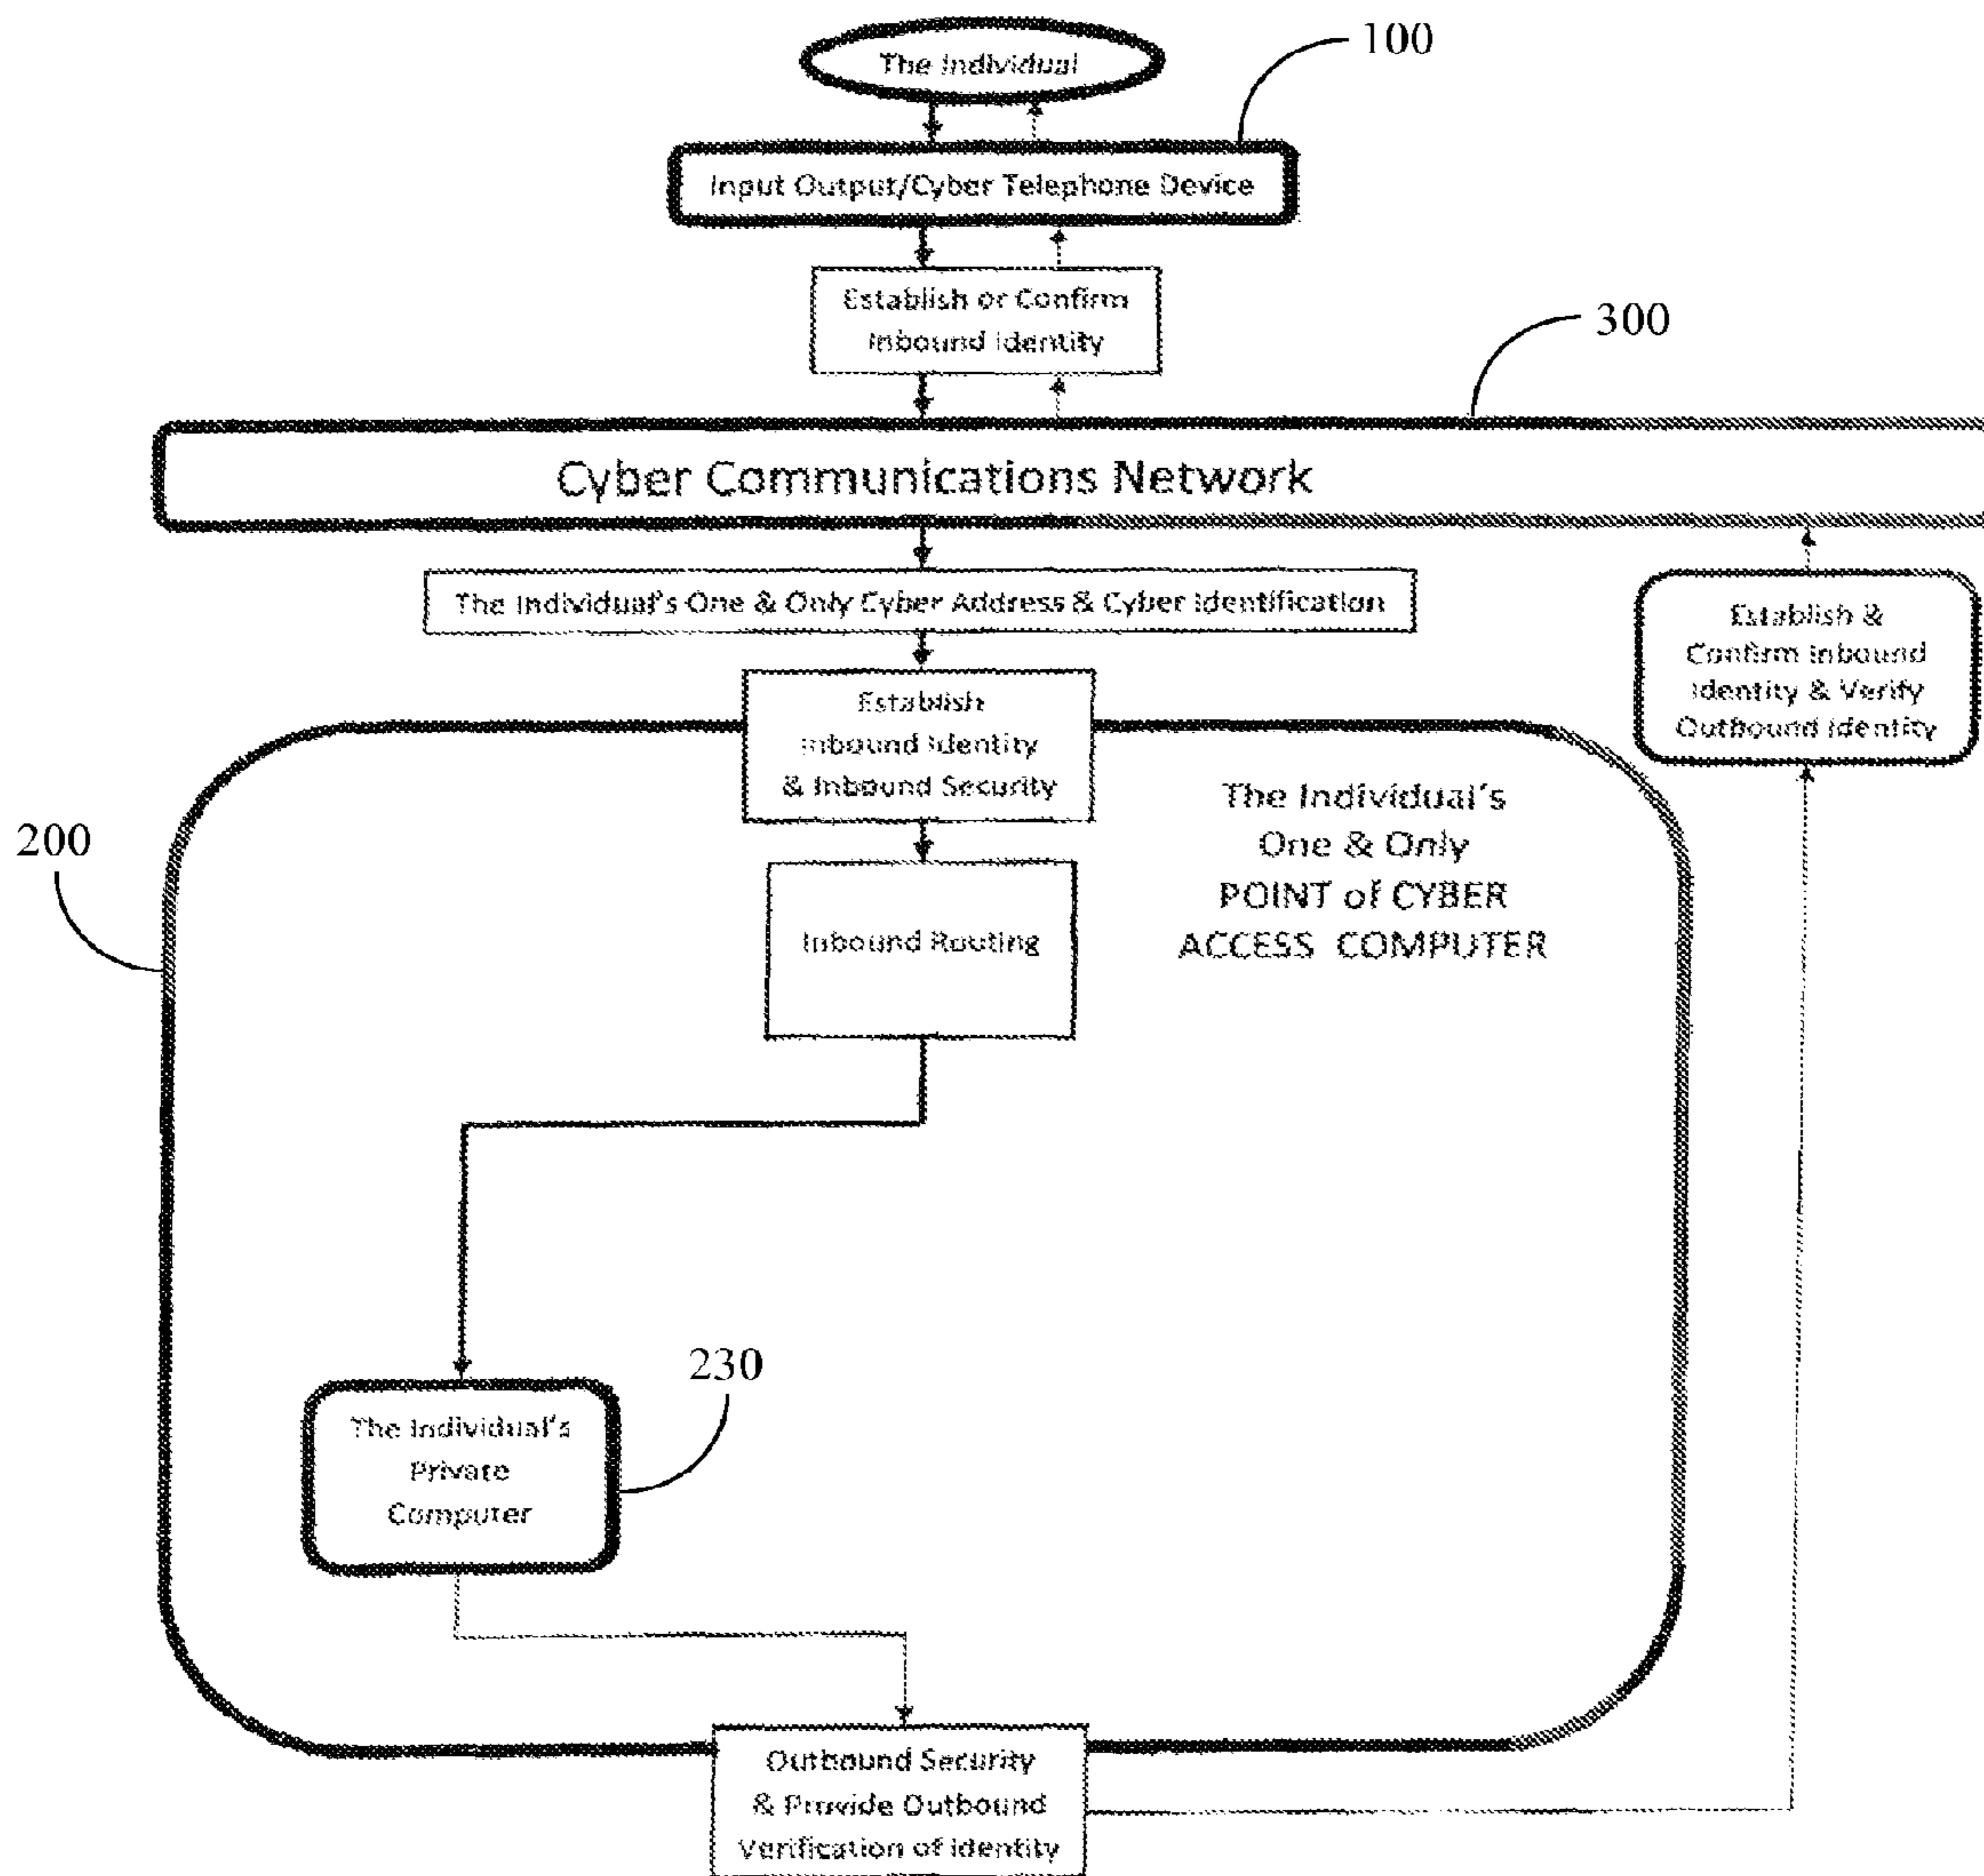 The Individual
100
Input Output/Cyber Telephone Device
Establish or Confirm
Inbound Identity
300
Cyber Communications Network
The Individual's One & Only Cyber Address & Cyber Identification
Establish &
Confirm Inbound
Identity & Verify
Outbound Identity
Establish
Inbound Identity
& Inbound Security
The Individual's
One & Only
POINT of CYBER
ACCESS COMPUTER
200
Inbound Routing
230
The Individual's
Private
Computer
Outbound Security
& Provide Outbound
Verification of Identity